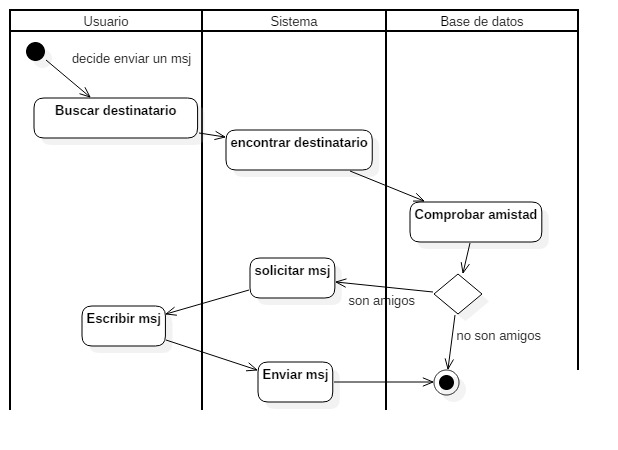 Usuario
Sistema
Base de datos
decide enviar un msj
Buscar destinatario
encontrar destinatario
Comprobar amistad
solicitar msj
son amigos
Escribir msj
no son amigos
Enviar msj